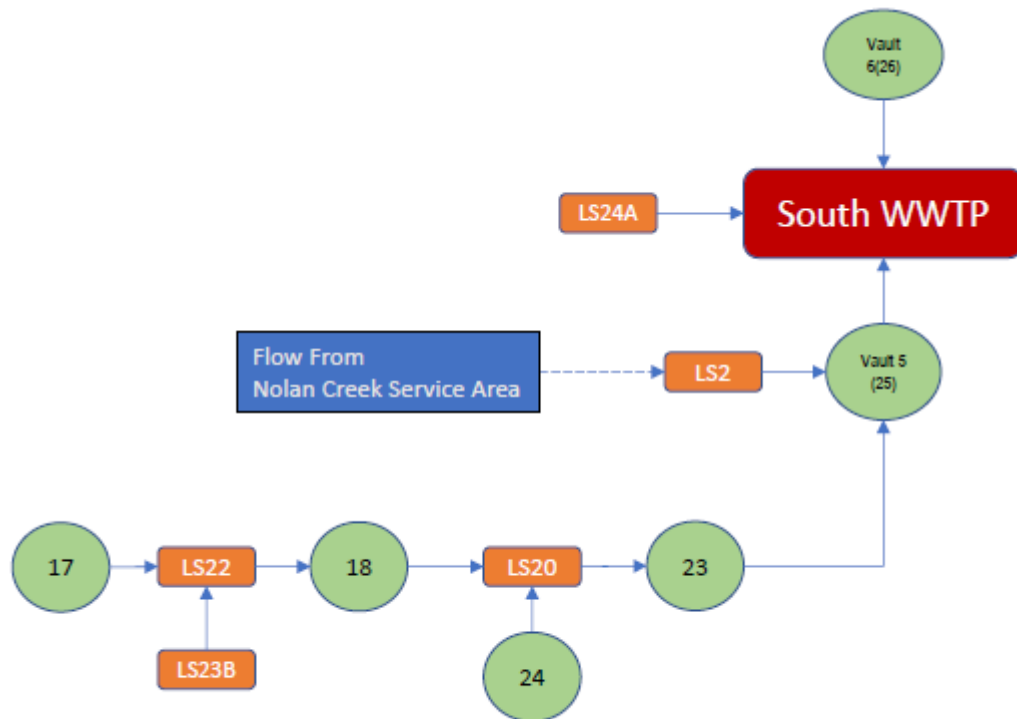 Vault
6(26)
LS24A
South WWTP
Flow From
Nolan Creek Service Area
LS2
Vault 5
(25)
17
LS22
18
LS20
23
LS23B
24